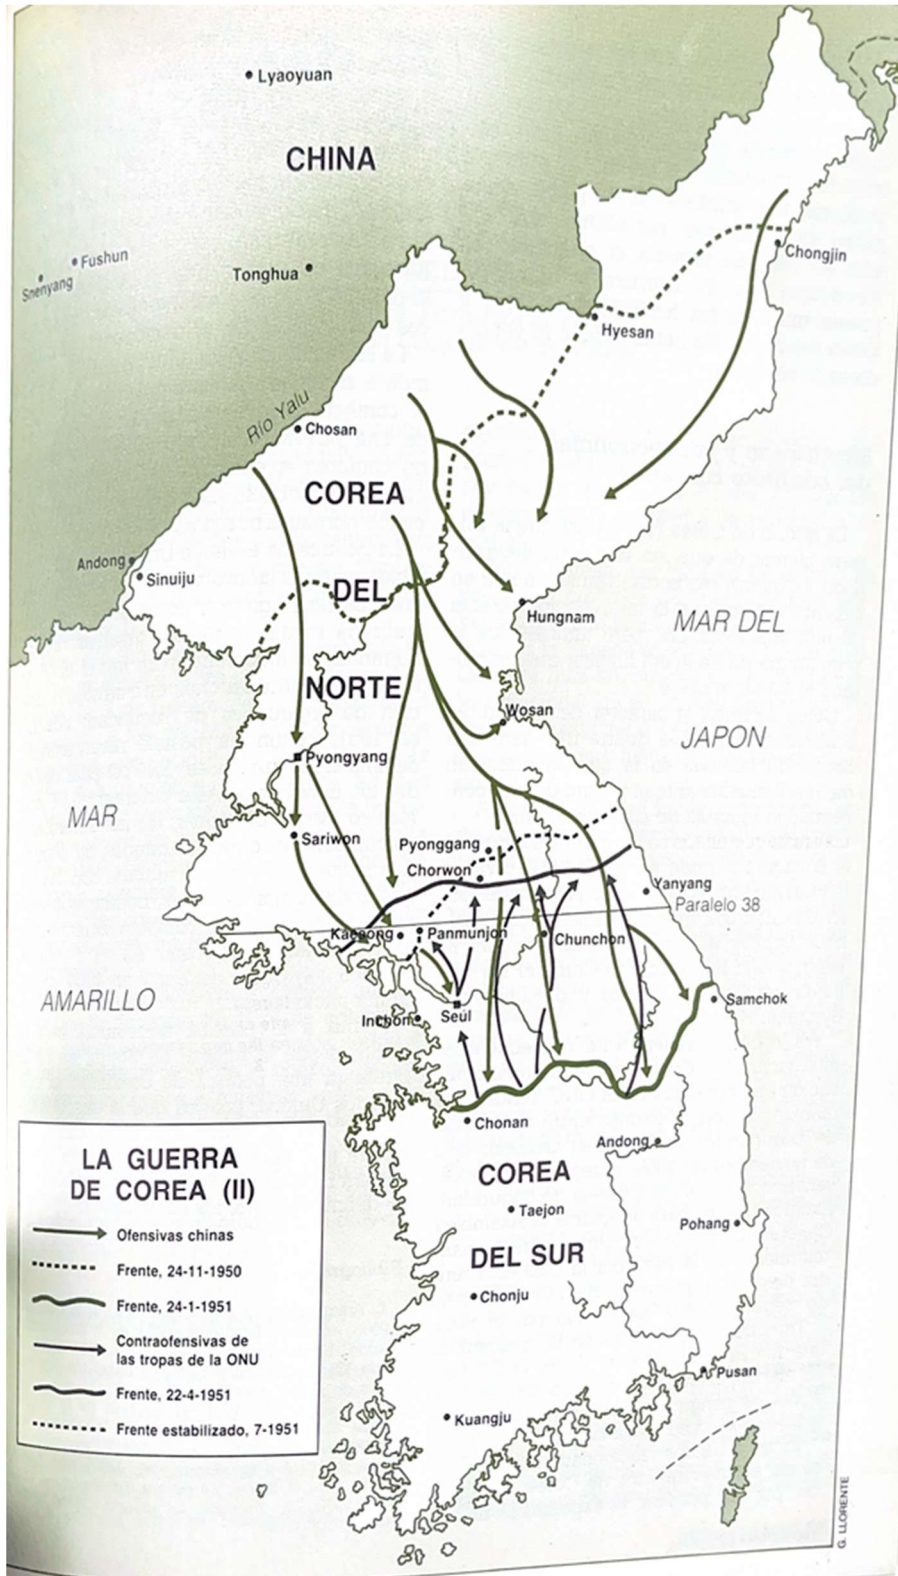 Lyaoyuan
CHINA
Fushun
Snenyang
Tonghua
Chongjin
Hyesan
Río Yalu
Chosan
COREA
Andong
Sinuiju
DEL
Hungnam
MAR DEL
NORTE
Wosan
JAPON
Pyongyang
MAR
Sariwon
Pyonggang
Chorwon
Yanyang
Paralelo 38
Kaesong
Panmunjon
Chunchon
AMARILLO
Samchok
Inchon
Seúl
Chonan
Andong
COREA
Taejon
Pohang
DEL SUR
Chonju
Pusan
Kuangju
LA GUERRA
DE COREA (II)
Ofensivas chinas
Frente, 24-11-1950
Frente, 24-1-1951
Contraofensivas de
las tropas de la ONU
Frente, 22-4-1951
Frente estabilizado, 7-1951
G. LLORENTE